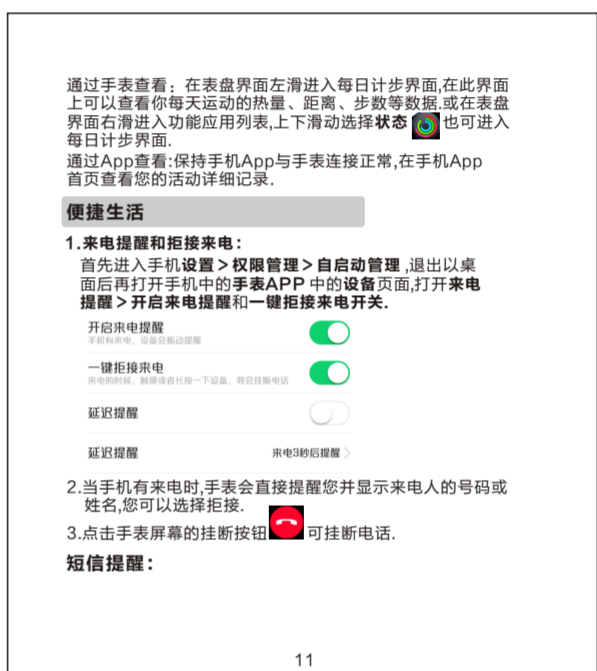 通过手表查看：在表盘界面左滑进入每日计步界面,在此界面
上可以查看你每天运动的热量、距离、步数等数据.或在表盘
界面右滑进入功能应用列表,上下滑动选择状态 也可进入
每日计步界面.
通过App查看:保持手机App与手表连接正常,在手机App
首页查看您的活动详细记录.
便捷生活
1.来电提醒和拒接来电：
首先进入手机设置>权限管理>自启动管理 ,退出以桌
面后再打开手机中的手表APP 中的设备页面,打开来电
提醒>开启来电提醒和一键拒接来电开关.
开启来电提醒
手机有来电，设备会振动提醒
一键拒接来电
来电的时候、触摸或者长按一下设备，将会挂断电话
延迟提醒
延迟提醒 来电3秒后提醒
2.当手机有来电时,手表会直接提醒您并显示来电人的号码或
姓名,您可以选择拒接.
3.点击手表屏幕的挂断按钮 可挂断电话.
短信提醒：
11